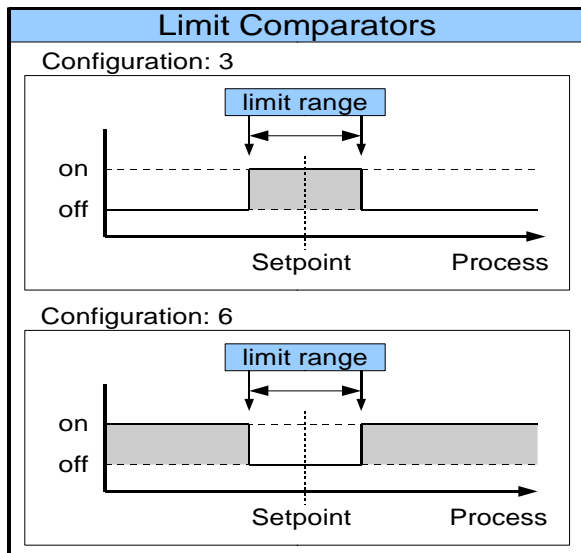 Limit Comparators
Configuration: 3
limit range
on
off
Setpoint Process
Configuration: 6
limit range
on
off
Setpoint Process